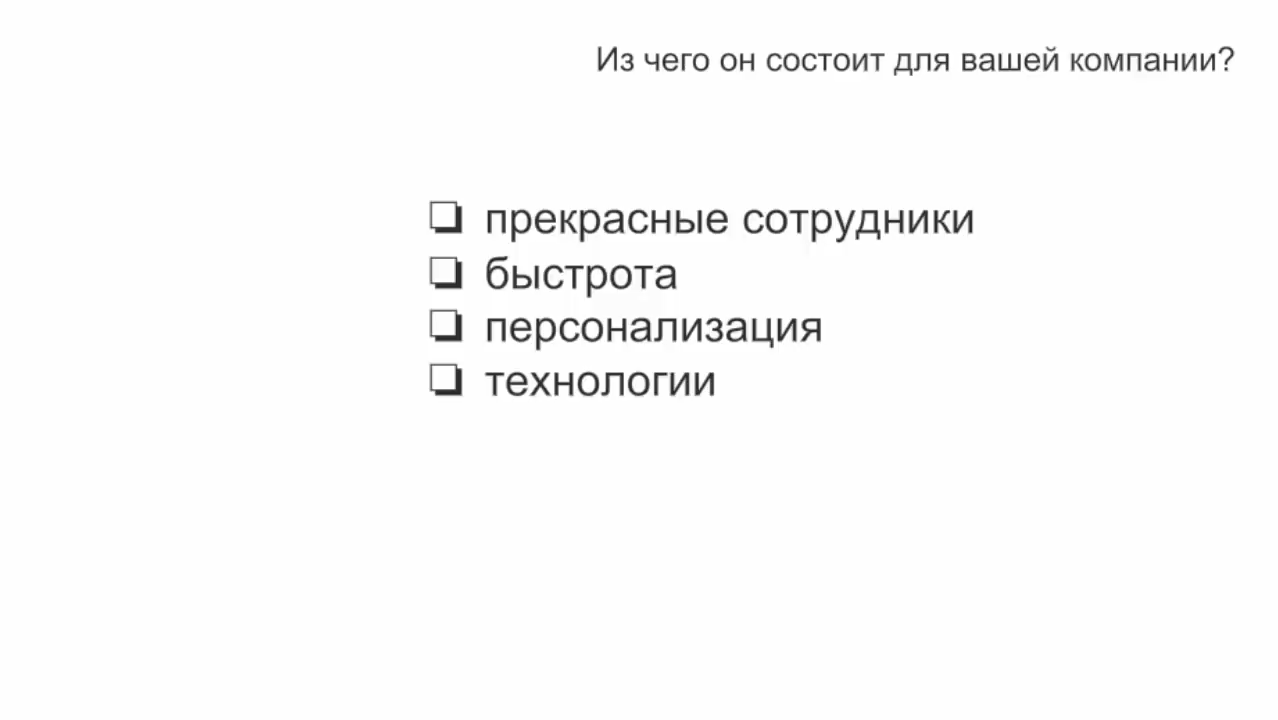 Из чего он состоит для вашей компании?
❏ прекрасные сотрудники
❏ быстрота
❏ персонализация
❏ технологии